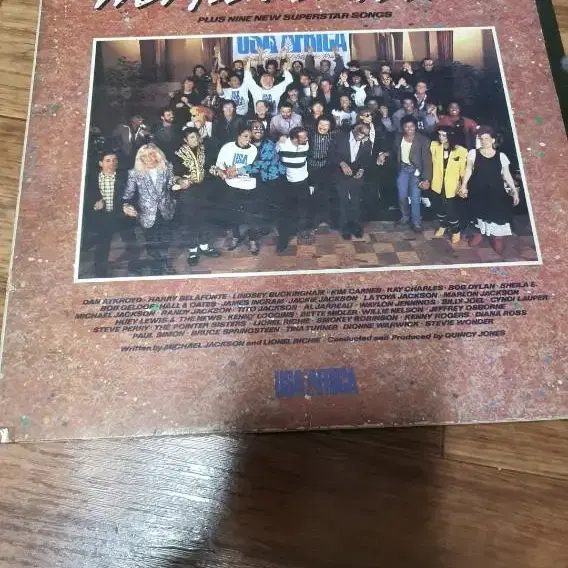 PLUS NINE NEW SUPERSTAR SONGS
USA AFRICA
USA
DAN AYKROYD · HARRY BELAFONTE · LINDSEY BUCKINGHAM · KIM CARNES · RAY CHARLES · BOB DYLAN · SHEILA E.
BOB GELDOF · HALL & OATES · JAMES INGRAM · JACKIE JACKSON · LA TOYA JACKSON · MARLON JACKSON
MICHAEL JACKSON · RANDY JACKSON · TITO JACKSON · AL JARREAU · WAYLON JENNINGS · BILLY JOEL · CYNDI LAUPER
HUEY LEWIS & THE NEWS · KENNY LOGGINS · BETTE MIDLER · WILLIE NELSON · JEFFREY OSBORNE
STEVE PERRY · THE POINTER SISTERS · LIONEL RICHIE · SMOKEY ROBINSON · KENNY ROGERS · DIANA ROSS
PAUL SIMON · BRUCE SPRINGSTEEN · TINA TURNER · DIONNE WARWICK · STEVIE WONDER
Written by MICHAEL JACKSON and LIONEL RICHIE · Conducted and Produced by QUINCY JONES
USA AFRICA